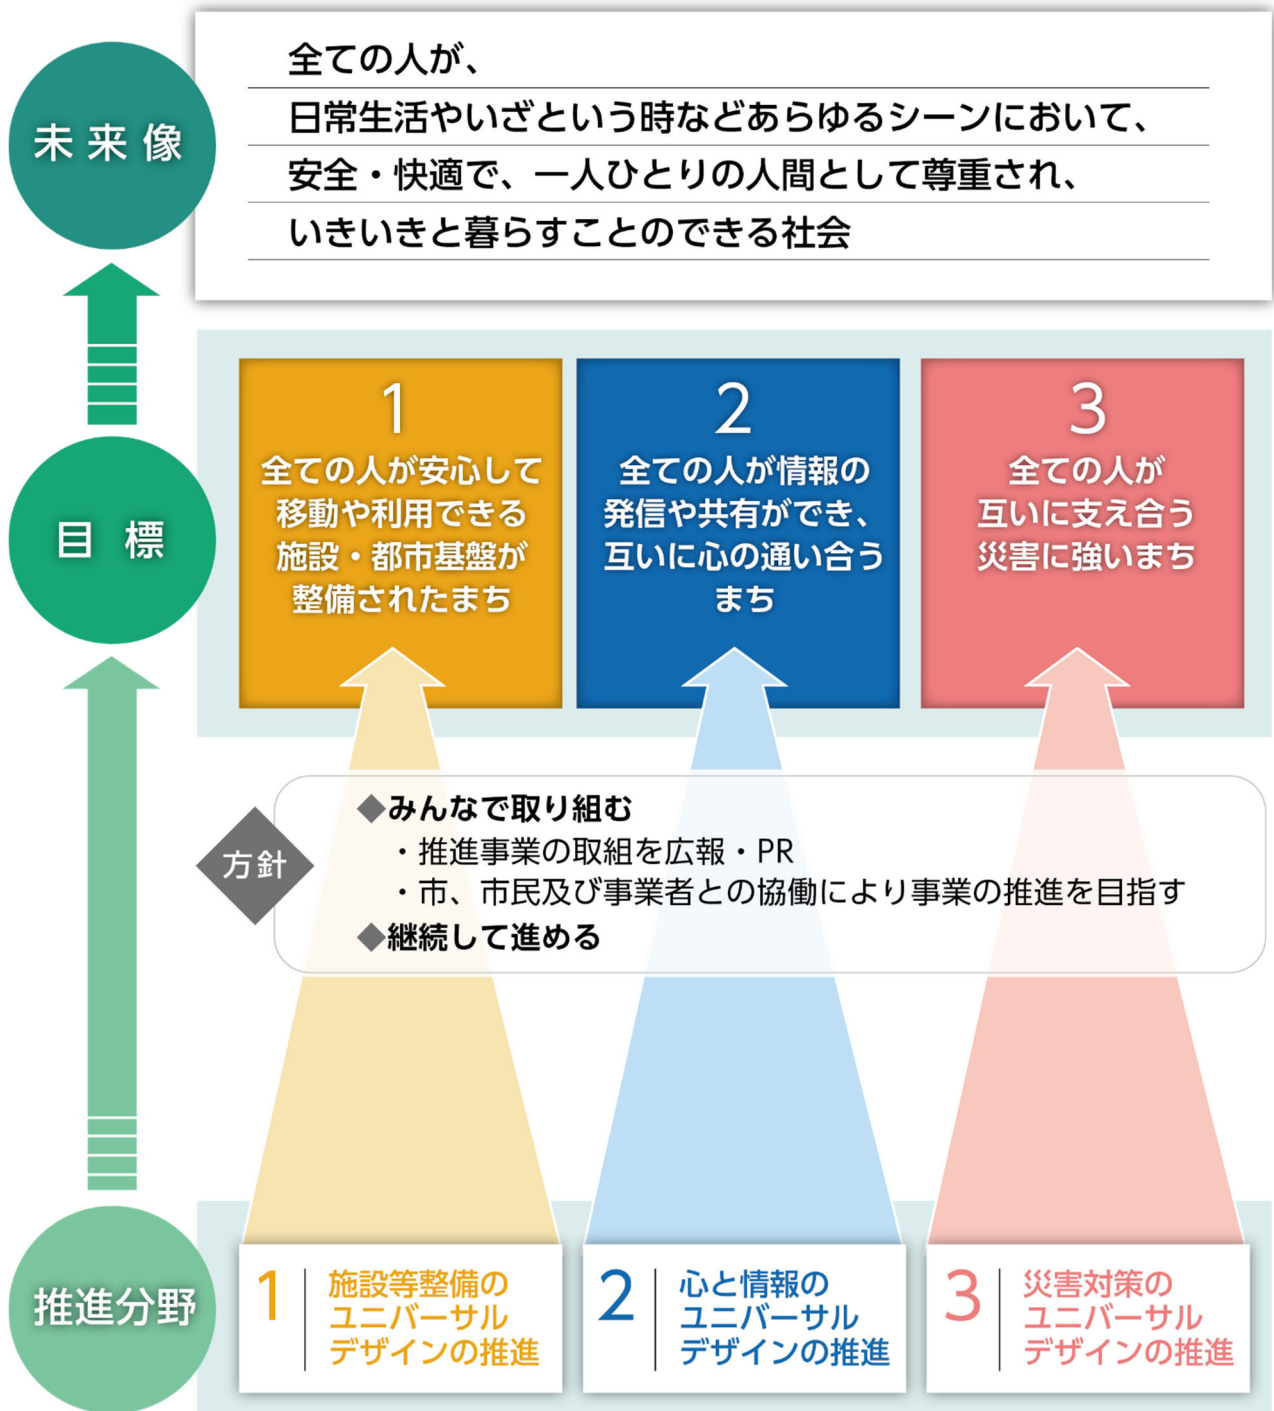 未来像
全ての人が、
日常生活やいざという時などあらゆるシーンにおいて、
安全・快適で、一人ひとりの人間として尊重され、
いきいきと暮らすことのできる社会
目標
1
全ての人が安心して
移動や利用できる
施設・都市基盤が
整備されたまち
2
全ての人が情報の
発信や共有ができ、
互いに心の通い合う
まち
3
全ての人が
互いに支え合う
災害に強いまち
方針
◆みんなで取り組む
・推進事業の取組を広報・PR
・市、市民及び事業者との協働により事業の推進を目指す
◆継続して進める
推進分野
1
施設等整備の
ユニバーサル
デザインの推進
2
心と情報の
ユニバーサル
デザインの推進
3
災害対策の
ユニバーサル
デザインの推進